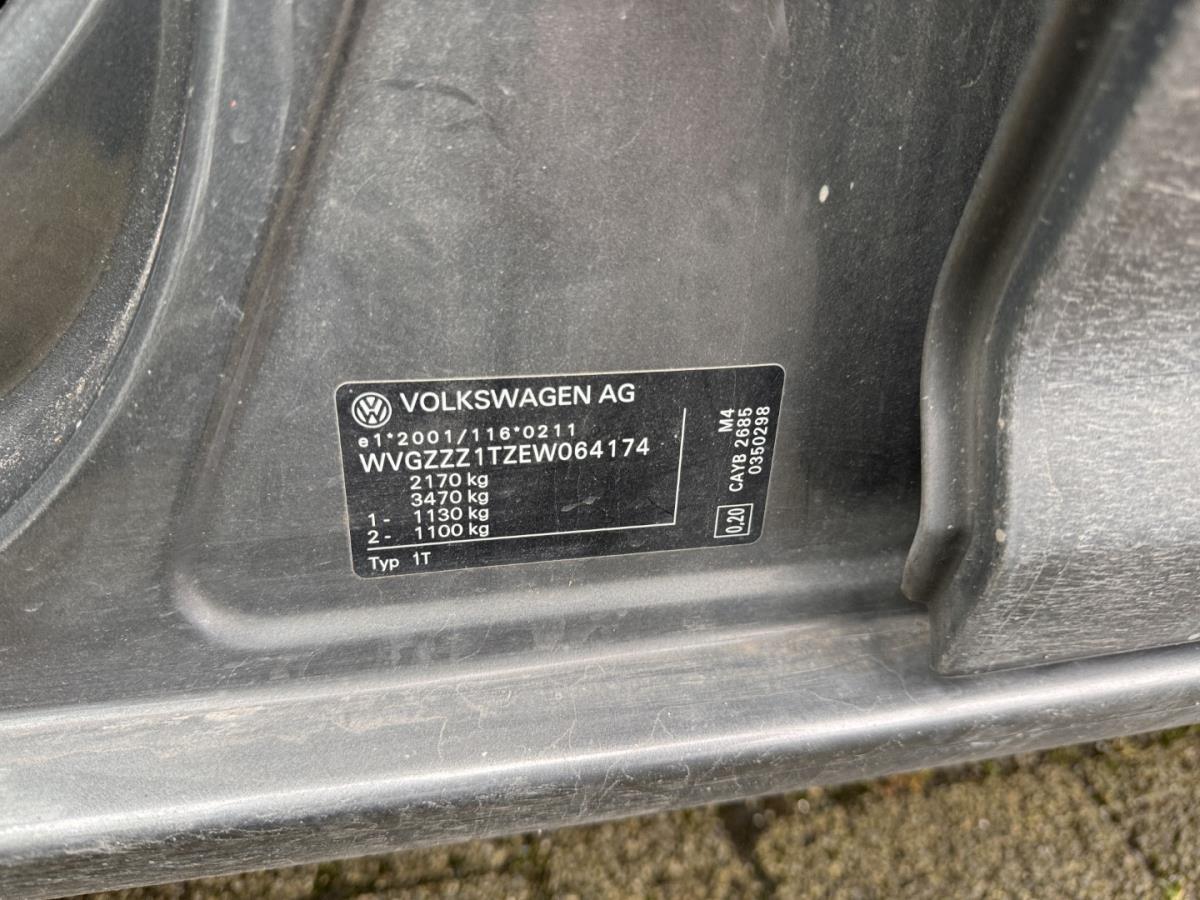 VOLKSWAGEN AG
e1*2001/116*0211
WVGZZZ1TZEW064174
2170 kg
3470 kg
1- 1130 kg
2- 1100 kg
Typ 1T
M4
CAYB 2685
0350298
0,20